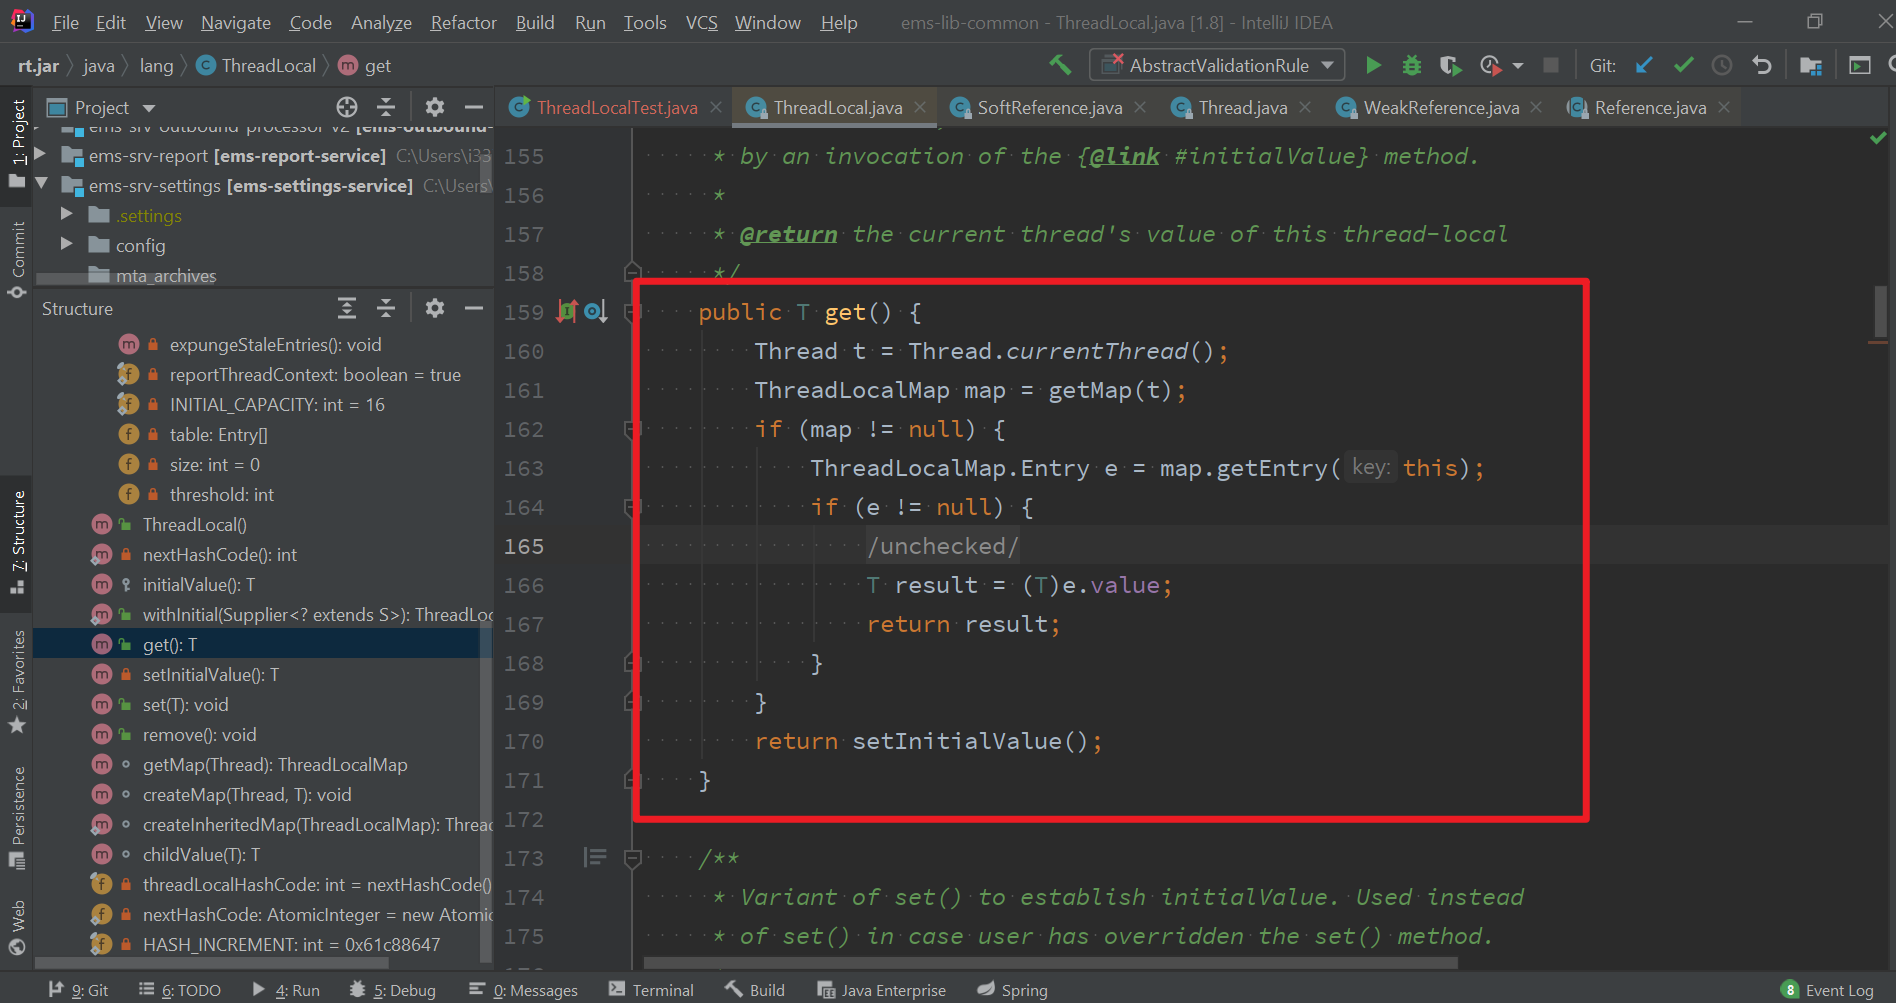 File Edit View Navigate Code Analyze Refactor Build Run Tools VCS Window Help ems-lib-common - ThreadLocal.java [1.8] - IntelliJ IDEA
rt.jar java lang ThreadLocal get AbstractValidationRule Git:
Project
ems-srv-outbound-processor-v2 [ems-outbound-
ems-srv-report [ems-report-service] C:\Users\i33
ems-srv-settings [ems-settings-service] C:\Users\
.settings
config
mta_archives
Structure
expungeStaleEntries(): void
reportThreadContext: boolean = true
INITIAL_CAPACITY: int = 16
table: Entry[]
size: int = 0
threshold: int
ThreadLocal()
nextHashCode(): int
initialValue(): T
withInitial(Supplier<? extends S>): ThreadLoc
get(): T
setInitialValue(): T
set(T): void
remove(): void
getMap(Thread): ThreadLocalMap
createMap(Thread, T): void
createInheritedMap(ThreadLocalMap): Threa
childValue(T): T
threadLocalHashCode: int = nextHashCode()
nextHashCode: AtomicInteger = new Atomic
HASH_INCREMENT: int = 0x61c88647
1: Project
Commit
7: Structure
2: Favorites
Persistence
Web
ThreadLocalTest.java ThreadLocal.java SoftReference.java Thread.java WeakReference.java Reference.java
155 * by an invocation of the {@link #initialValue} method.
156 *
157 * @return the current thread's value of this thread-local
158 */
159 public T get() {
160 Thread t = Thread.currentThread();
161 ThreadLocalMap map = getMap(t);
162 if (map != null) {
163 ThreadLocalMap.Entry e = map.getEntry( key: this);
164 if (e != null) {
165 /unchecked/
166 T result = (T)e.value;
167 return result;
168 }
169 }
170 return setInitialValue();
171 }
172
173 /**
174 * Variant of set() to establish initialValue. Used instead
175 * of set() in case user has overridden the set() method.
9: Git 6: TODO 4: Run 5: Debug 0: Messages Terminal Build Java Enterprise Spring 8 Event Log